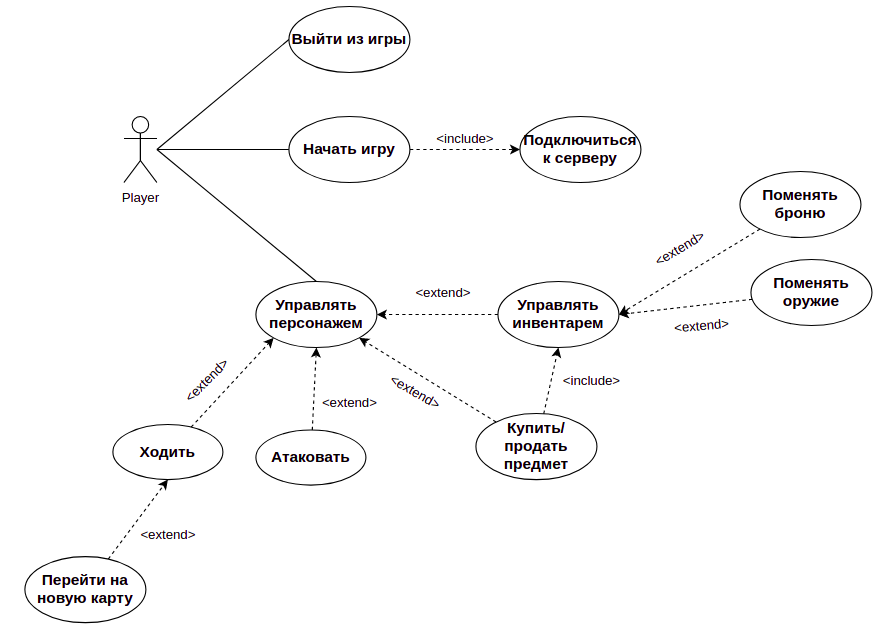 Выйти из игры
Player
Начать игру
<include>
Подключиться
к серверу
Поменять
броню
<extend>
Поменять
оружие
<extend>
Управлять
персонажем
<extend>
Управлять
инвентарем
<extend>
<extend>
<extend>
<include>
Ходить
Атаковать
Купить/
продать
предмет
<extend>
Перейти на
новую карту